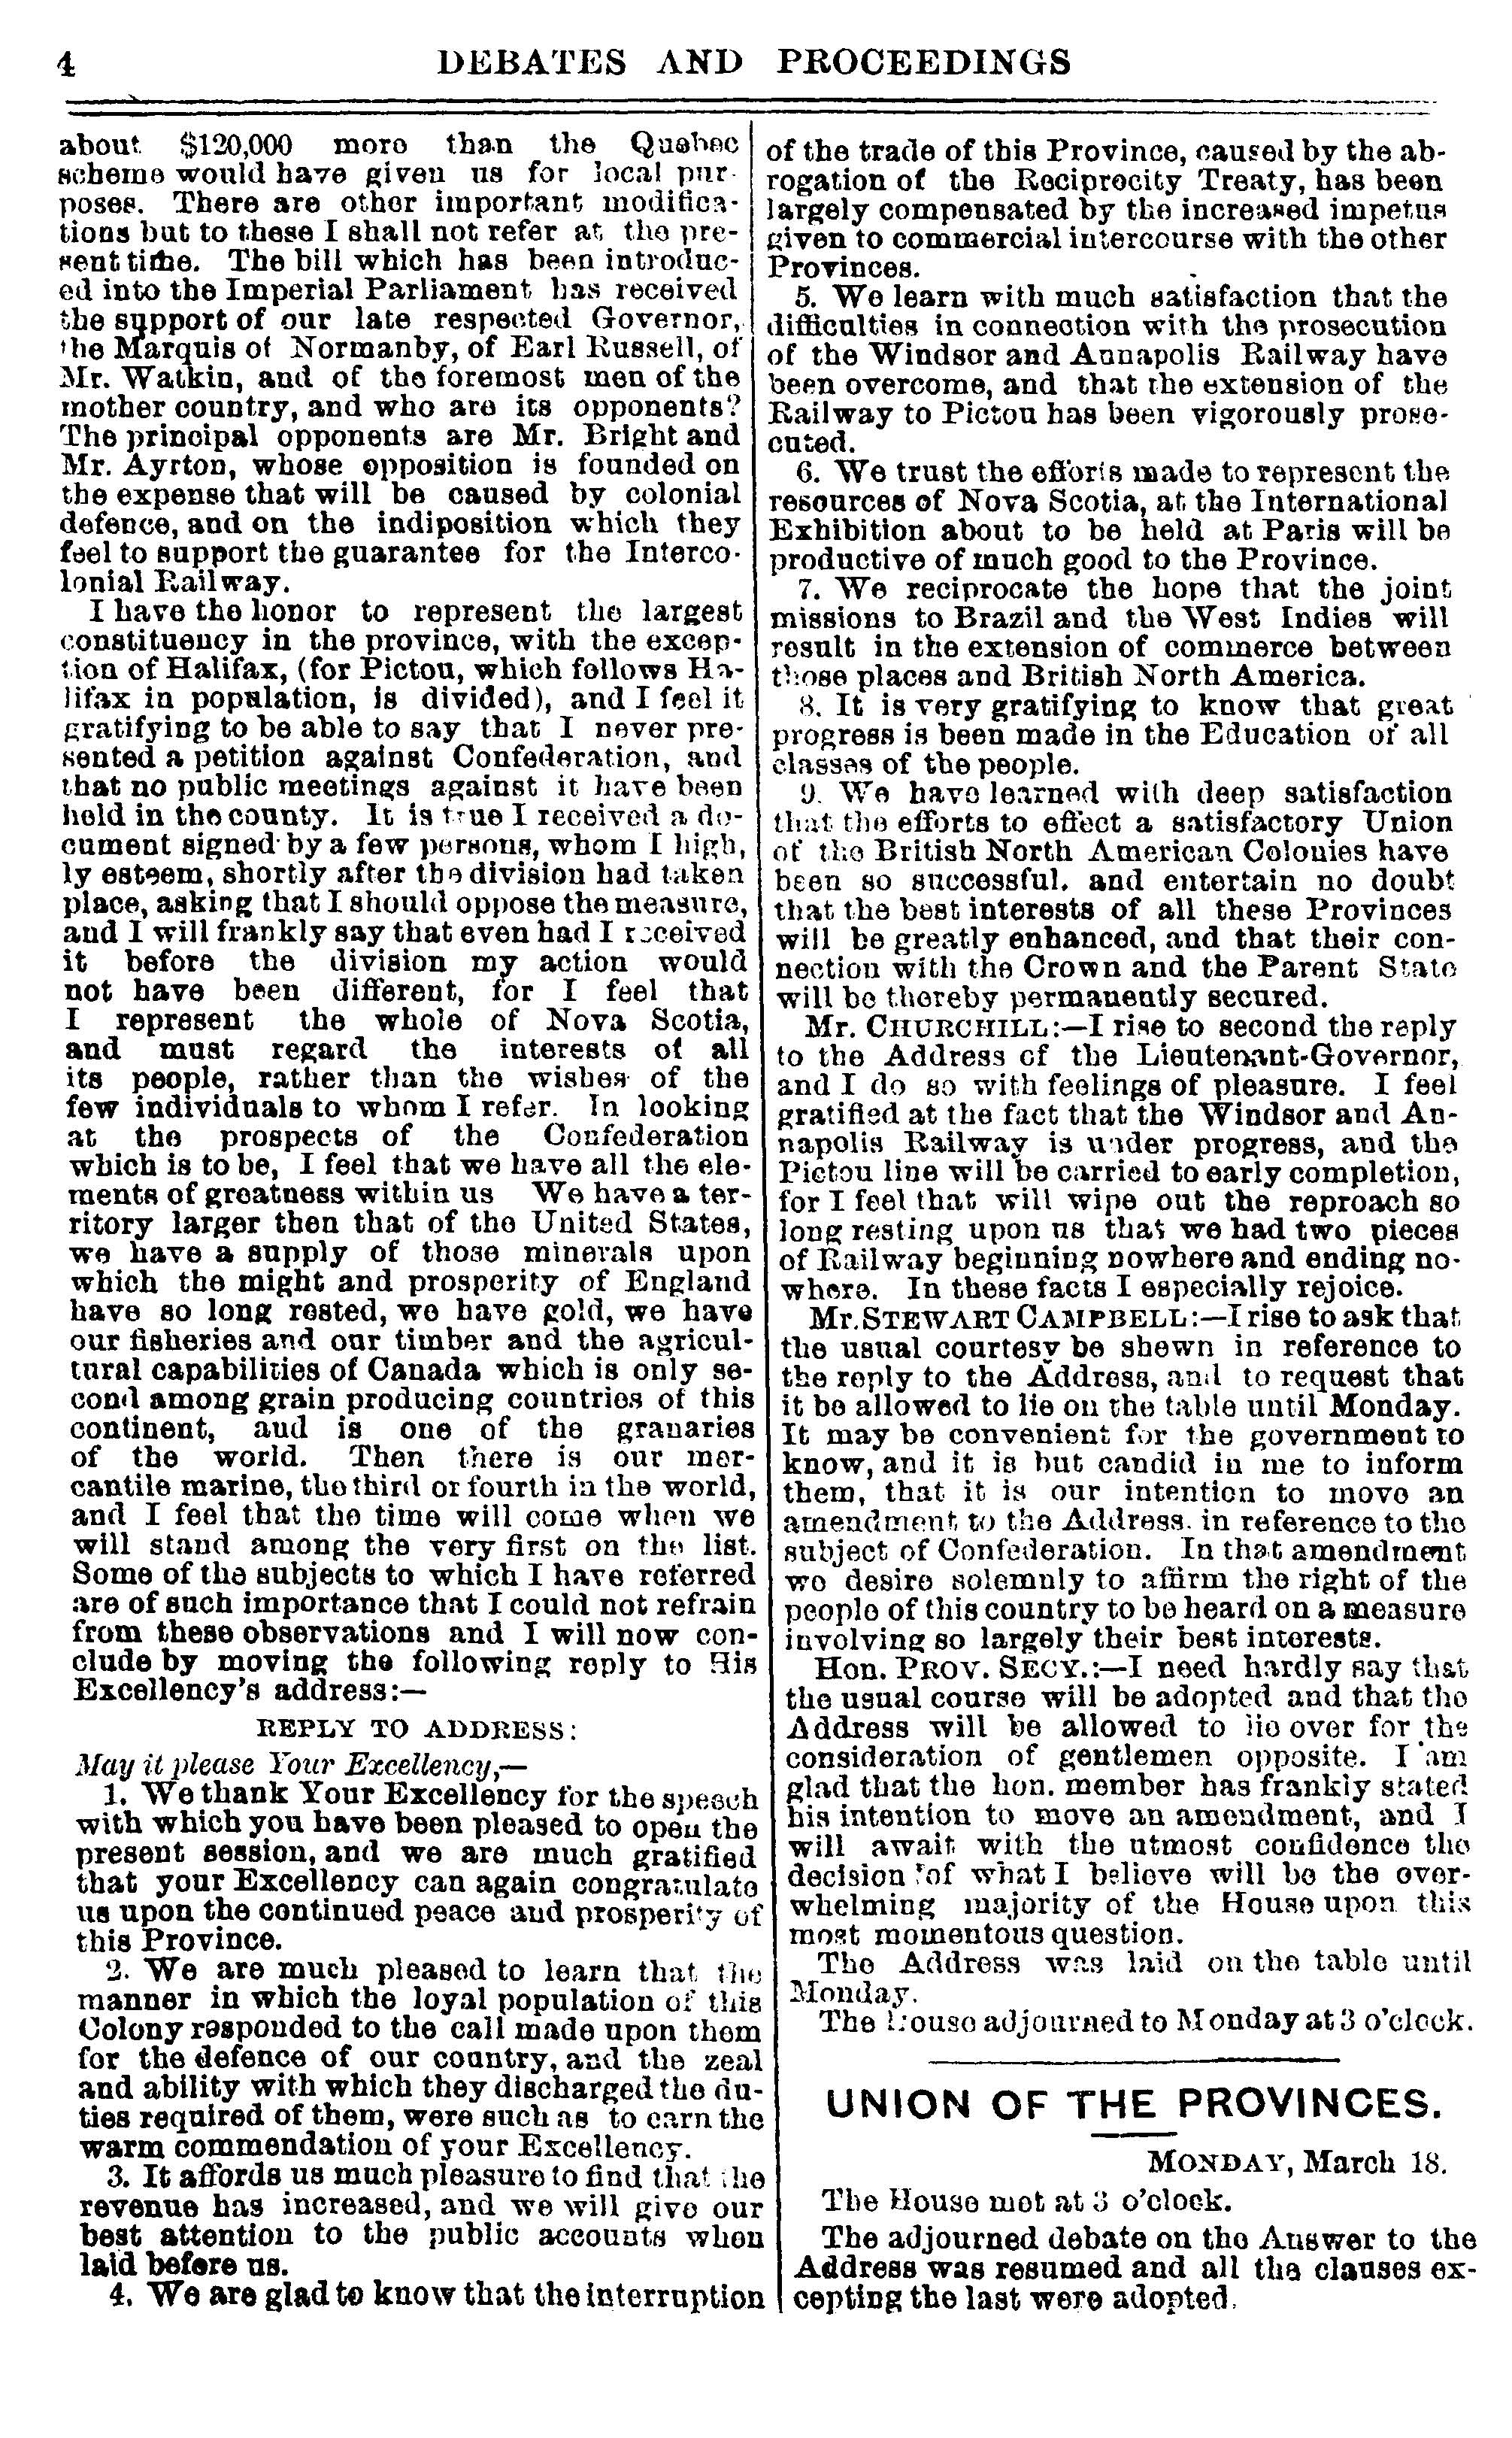 4 DEBATES AND PROCEEDINGS
about $120,000 more than the Quebec
scheme would have given us for local pur-
poses. There are other important modifica-
tions but to these I shall not refer at the pre-
sent time. The bill which has been introduc-
ed into the Imperial Parliament has received
the support of our late respected Governor,
the Marquis of Normanby, of Earl Russell, of
Mr. Watkin, and of the foremost men of the
mother country, and who are its opponents?
The principal opponents are Mr. Bright and
Mr. Ayrton, whose opposition is founded on
the expense that will be caused by colonial
defence, and on the indiposition which they
feel to support the guarantee for the Interco-
lonial Railway.
I have the honor to represent the largest
constituency in the province, with the excep-
tion of Halifax, (for Pictou, which follows Ha-
lifax in population, is divided), and I feel it
gratifying to be able to say that I never pre-
sented a petition against Confederation, and
that no public meetings against it have been
held in the county. It is true I received a do-
cument signed by a few persons, whom I high,
ly esteem, shortly after the division had taken
place, asking that I should oppose the measure,
and I will frankly say that even had I received
it before the division my action would
not have been different, for I feel that
I represent the whole of Nova Scotia,
and must regard the interests of all
its people, rather than the wishes of the
few individuals to whom I refer. In looking
at the prospects of the Confederation
which is to be, I feel that we have all the ele-
ments of greatness within us We have a ter-
ritory larger then that of the United States,
we have a supply of those minerals upon
which the might and prosperity of England
have so long rested, we have gold, we have
our fisheries and our timber and the agricul-
tural capabilities of Canada which is only se-
cond among grain producing countries of this
continent, aud is one of the granaries
of the world. Then there is our mer-
cantile marine, the third or fourth in the world,
and I feel that the time will come when we
will stand among the very first on the list.
Some of the subjects to which I have referred
are of such importance that I could not refrain
from these observations and I will now con-
clude by moving the following reply to His
Excellency's address:—
REPLY TO ADDRESS:
May it please Your Excellency,—
1. We thank Your Excellency for the speech
with which you have been pleased to open the
present session, and we are much gratified
that your Excellency can again congratulate
us upon the continued peace and prosperity of
this Province.
2. We are much pleased to learn that the
manner in which the loyal population of this
Colony responded to the call made upon them
for the defence of our country, and the zeal
and ability with which they discharged the du-
ties required of them, were such as to earn the
warm commendation of your Excellency.
3. It affords us much pleasure to find that the
revenue has increased, and we will give our
best attention to the public accounts when
laid before us.
4. We are glad to know that the interruption
of the trade of this Province, caused by the ab-
rogation of the Reciprocity Treaty, has been
largely compensated by the increased impetus
given to commercial intercourse with the other
Provinces.
5. We learn with much satisfaction that the
difficulties in connection with the prosecution
of the Windsor and Annapolis Railway have
been overcome, and that the extension of the
Railway to Pictou has been vigorously prose-
cuted.
6. We trust the efforts made to represent the
resources of Nova Scotia, at the International
Exhibition about to be held at Paris will be
productive of much good to the Province.
7. We reciprocate the hope that the joint
missions to Brazil and the West Indies will
result in the extension of commerce between
those places and British North America.
8. It is very gratifying to know that great
progress is been made in the Education of all
classes of the people.
9. We have learned with deep satisfaction
that the efforts to effect a satisfactory Union
of the British North American Colonies have
been so successful, and entertain no doubt
that the best interests of all these Provinces
will be greatly enhanced, and that their con-
nection with the Crown and the Parent State
will be thereby permanently secured.
Mr. CHURCHILL:—I rise to second the reply
to the Address of the Lieutenant-Governor,
and I do so with feelings of pleasure. I feel
gratified at the fact that the Windsor and An-
napolis Railway is under progress, and the
Pictou line will be carried to early completion,
for I feel that will wipe out the reproach so
long resting upon us that we had two pieces
of Railway beginning nowhere and ending no-
where. In these facts I especially rejoice.
Mr. STEWART CAMPBELL:—I rise to ask that
the usual courtesy be shewn in reference to
the reply to the Address, and to request that
it be allowed to lie on the table until Monday.
It may be convenient for the government to
know, and it is but candid in me to inform
them, that it is our intention to move an
amendment to the Address. in reference to the
subject of Confederation. In that amendment
we desire solemnly to affirm the right of the
people of this country to be heard on a measure
involving so largely their best interests.
Hon. PROV. SECY.:—I need hardly say that
the usual course will be adopted and that the
Address will be allowed to lie over for the
consideration of gentlemen opposite. I am
glad that the hon. member has frankly stated
his intention to move an amendment, and I
will await with the utmost confidence the
decision of what I believe will be the over-
whelming majority of the House upon this
most momentous question.
The Address was laid on the table until
Monday.
The House adjourned to Monday at 3 o'clock.
UNION OF THE PROVINCES.
MONDAY, March 18.
The House met at 3 o'clock.
The adjourned debate on the Answer to the
Address was resumed and all the clauses ex-
cepting the last were adopted.